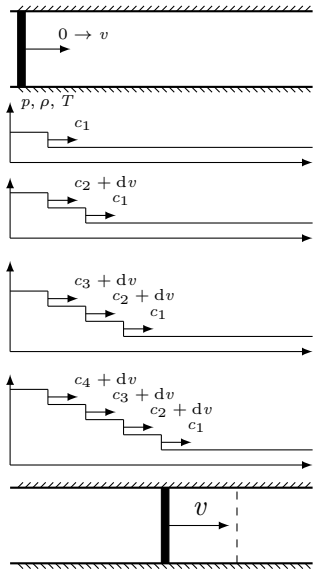 0 → v
p, ρ, T
c₁
c₂ + dv
c₁
c₃ + dv
c₂ + dv
c₁
c₄ + dv
c₃ + dv
c₂ + dv
c₁
v